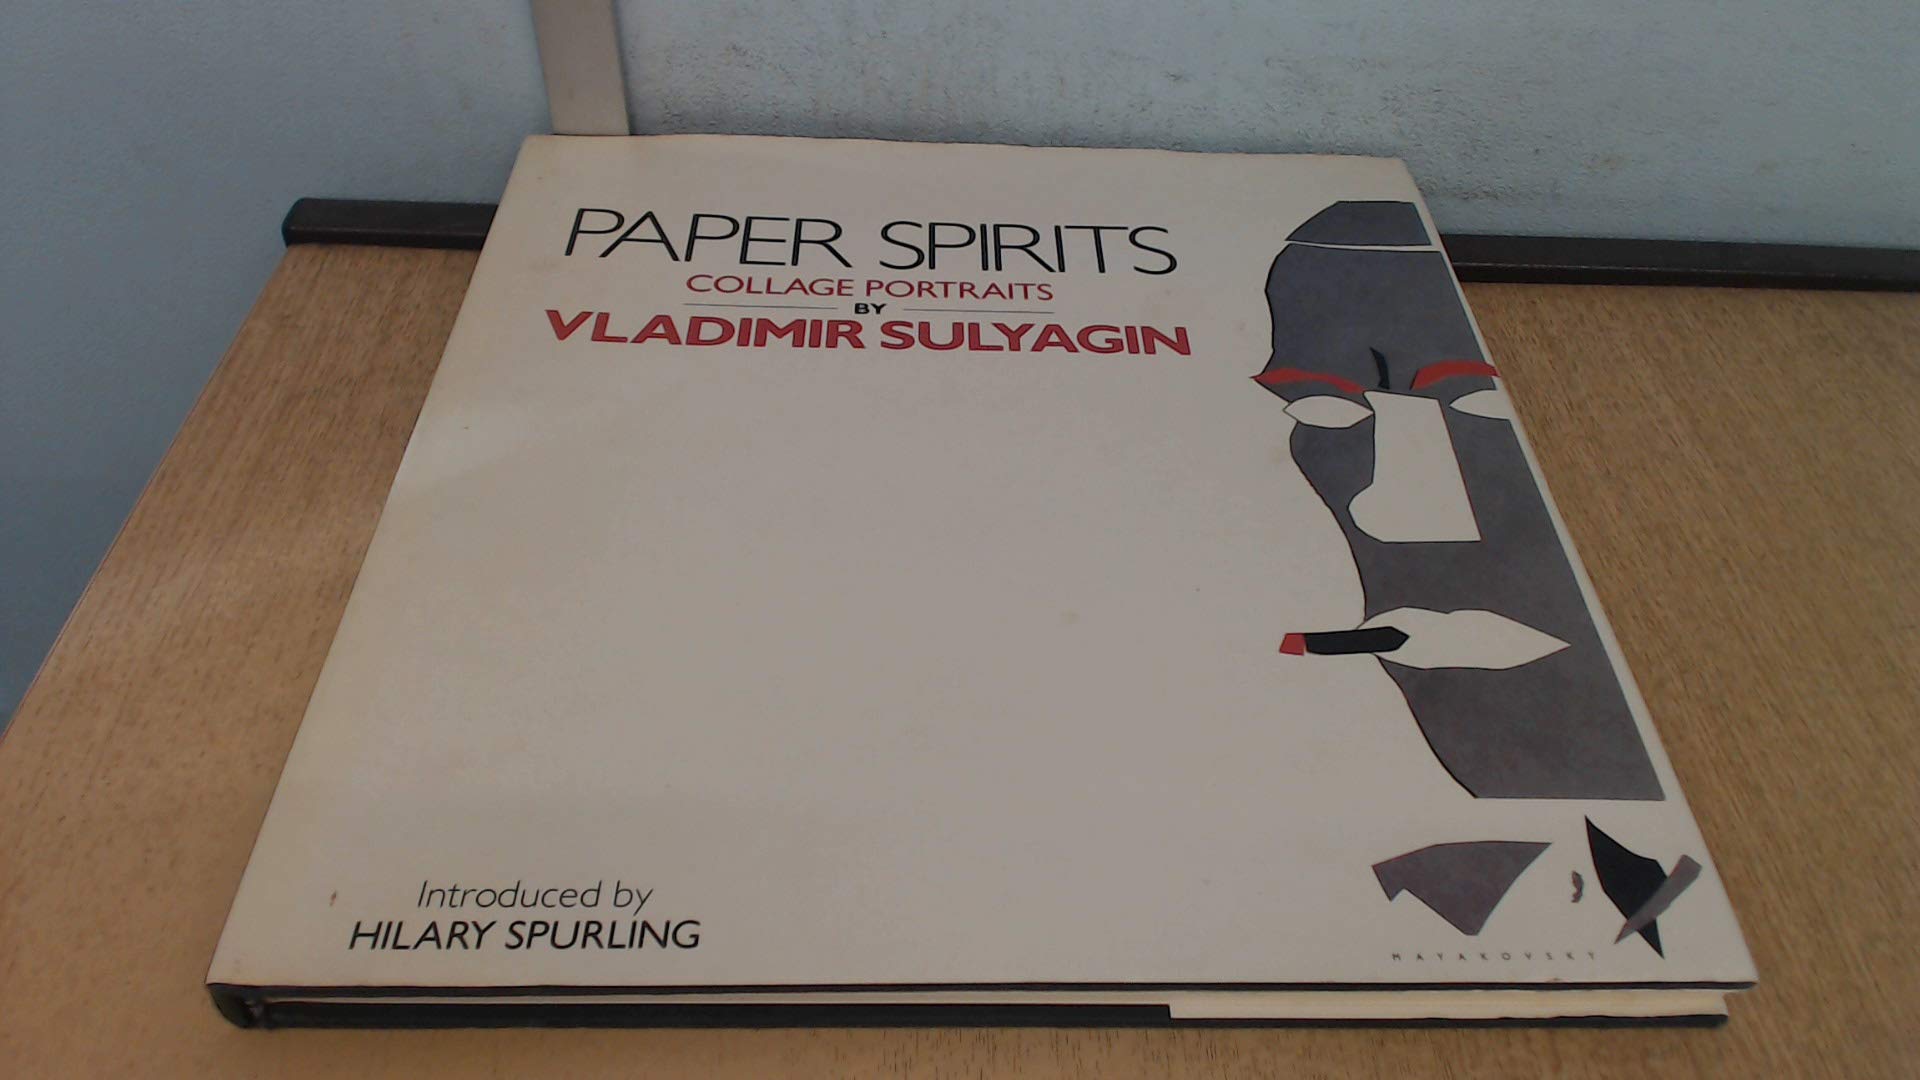 PAPER SPIRITS
COLLAGE PORTRAITS
BY
VLADIMIR SULYAGIN
Introduced by
HILARY SPURLING
MAYAKOVSKY